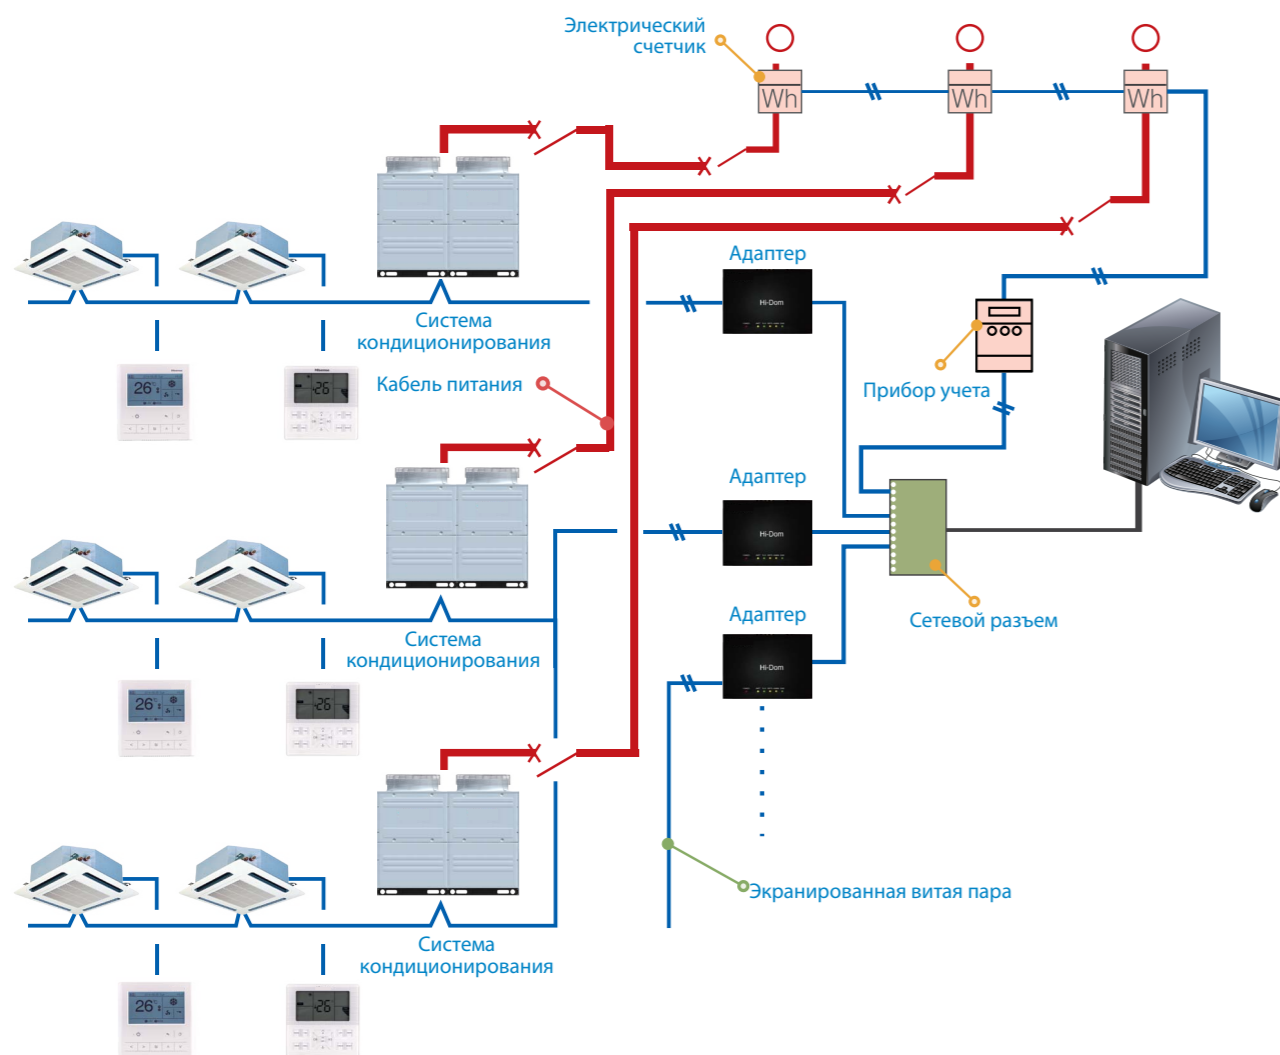 Электрический
счетчик
Wh
Wh
Wh
Адаптер
Hi-Dom
Система
кондиционирования
Кабель питания
Прибор учета
26°
-26
Hisense
Адаптер
Hi-Dom
Адаптер
Hi-Dom
Сетевой разъем
Система
кондиционирования
26°
-26
Экранированная витая пара
Система
кондиционирования
26°
-26